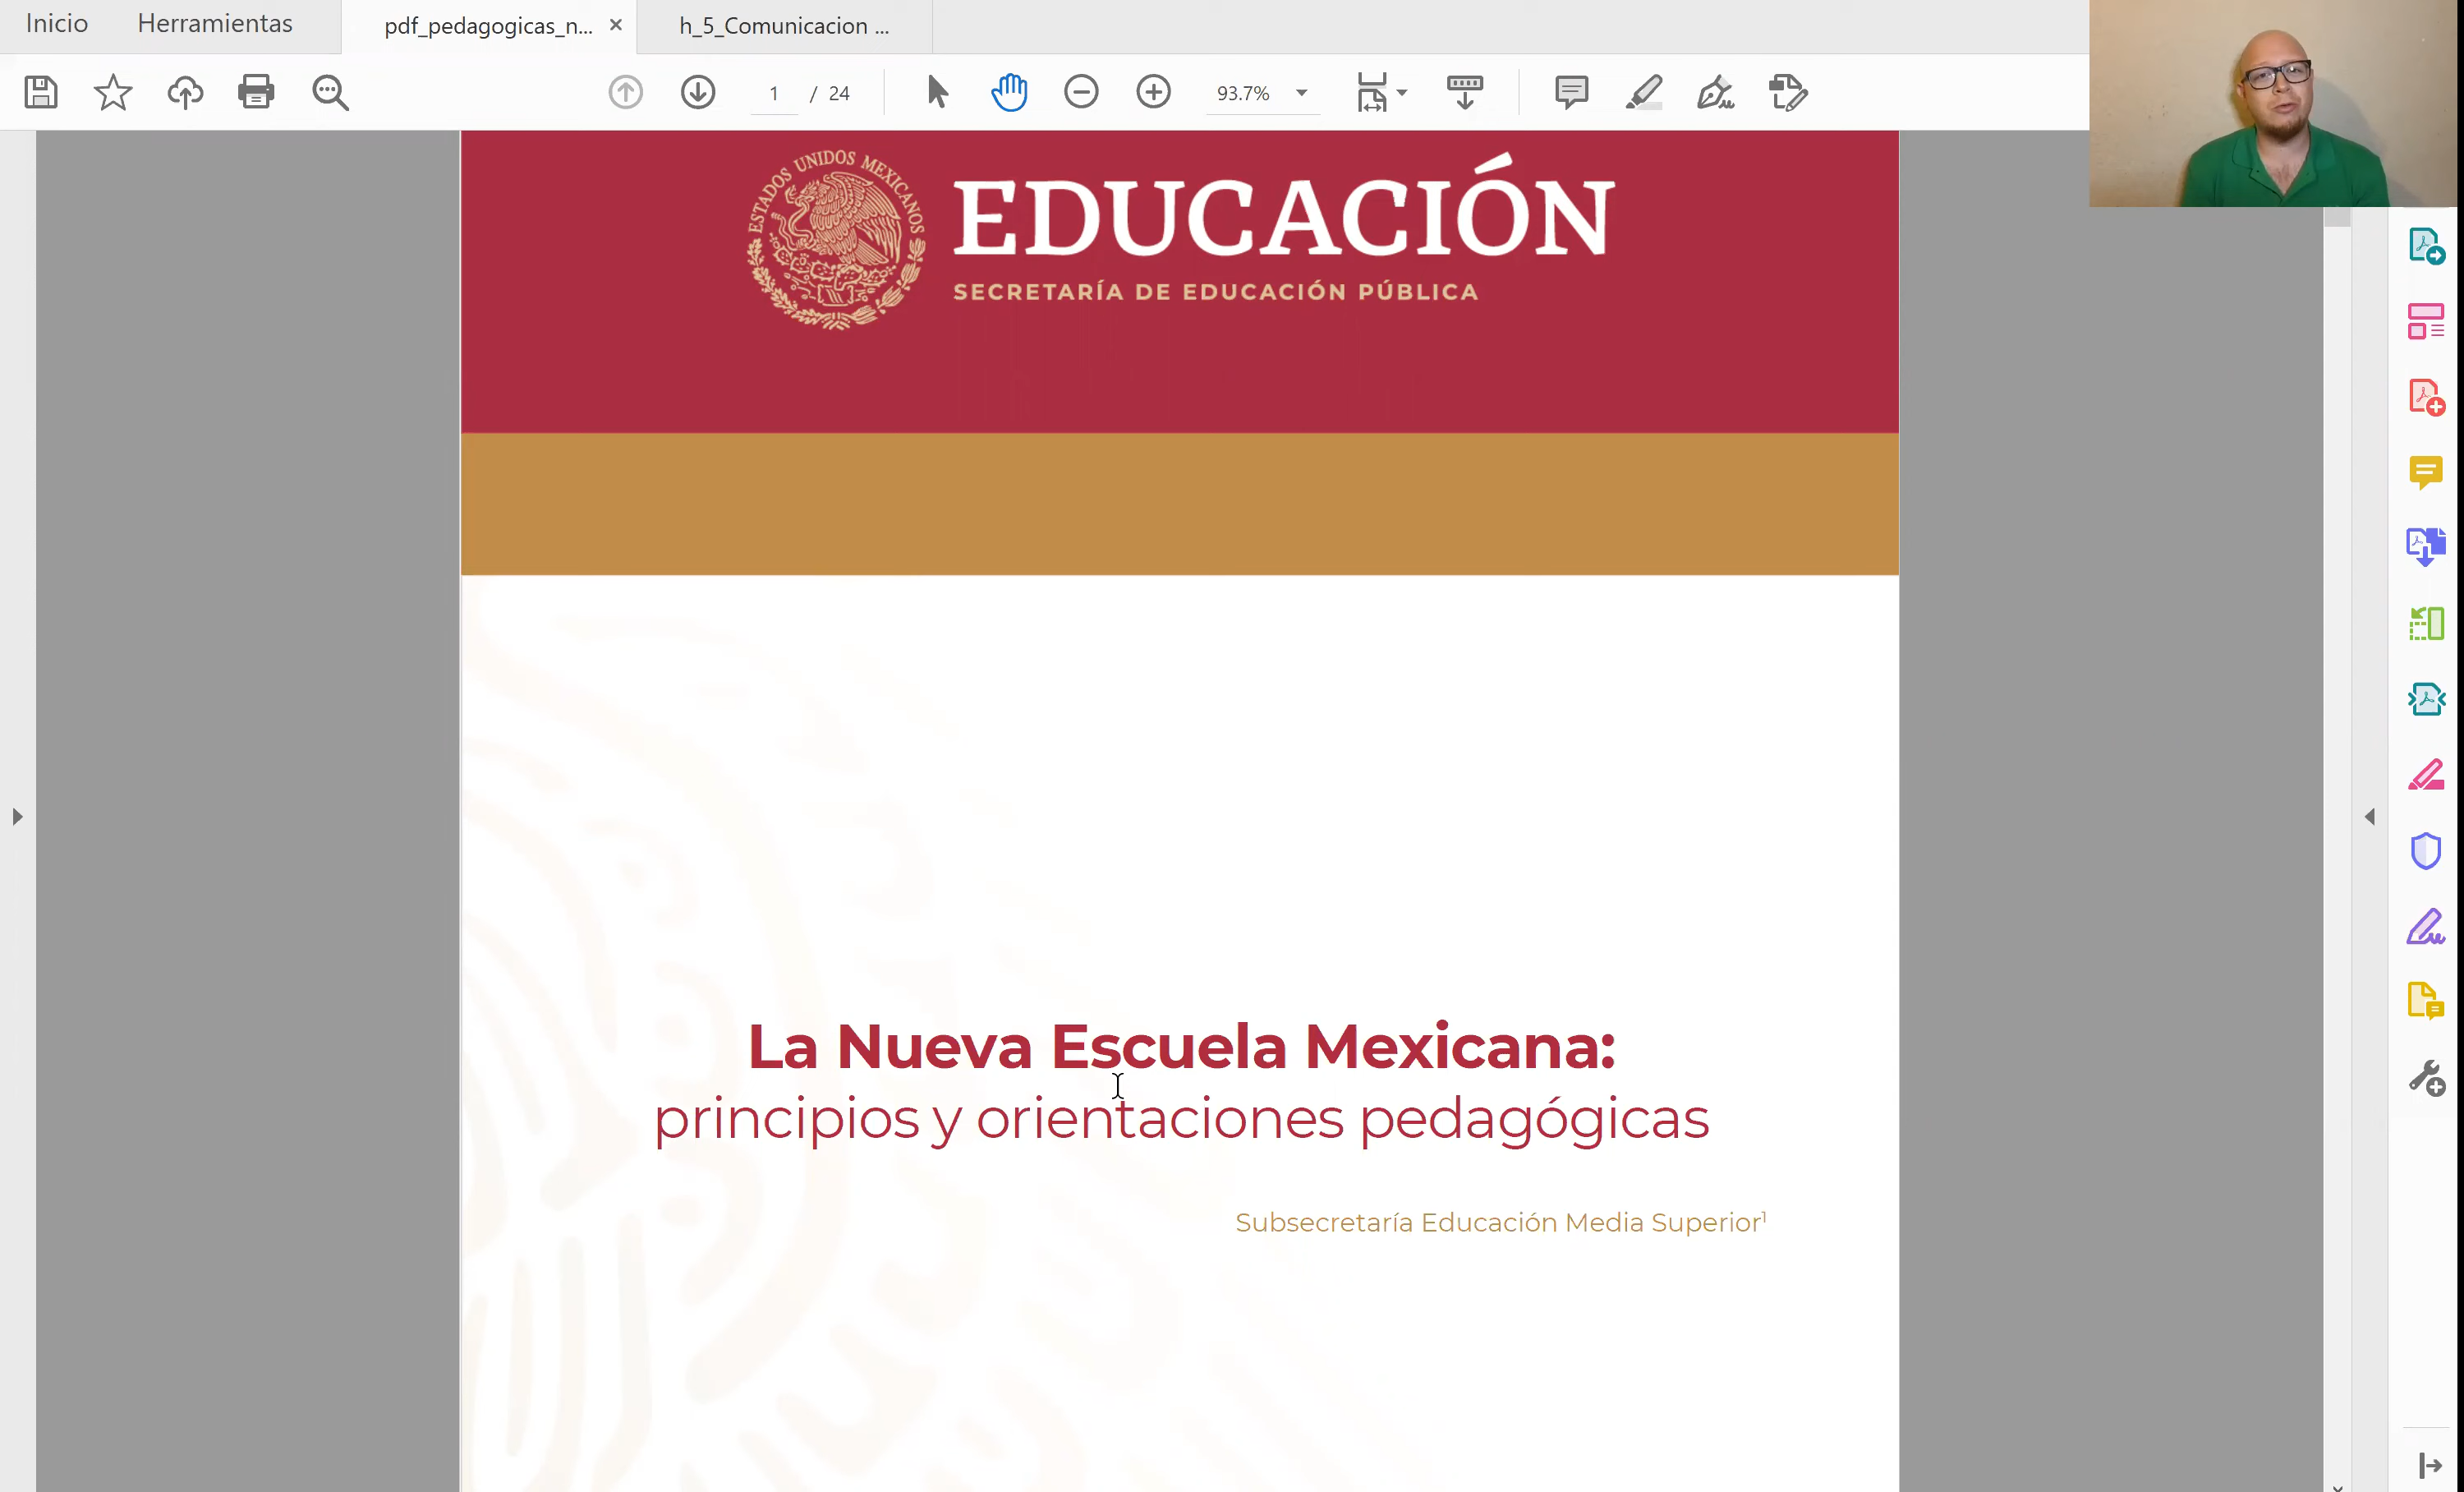 Inicio Herramientas pdf_pedagogicas_n... h_5_Comunicacion ...
1 / 24 93.7%
ESTADOS UNIDOS MEXICANOS
EDUCACIÓN
SECRETARÍA DE EDUCACIÓN PÚBLICA
La Nueva Escuela Mexicana:
principios y orientaciones pedagógicas
Subsecretaría Educación Media Superior¹